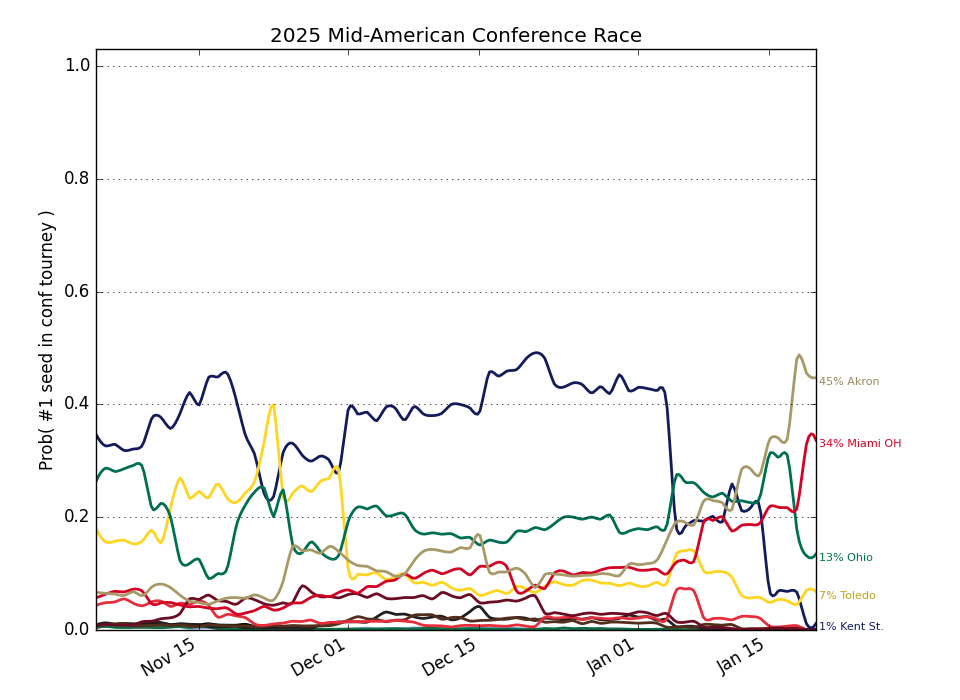 2025 Mid-American Conference Race
Prob( #1 seed in conf tourney )
1.0
0.8
0.6
0.4
0.2
0.0
45% Akron
34% Miami OH
13% Ohio
7% Toledo
1% Kent St.
Nov 15
Dec 01
Dec 15
Jan 01
Jan 15